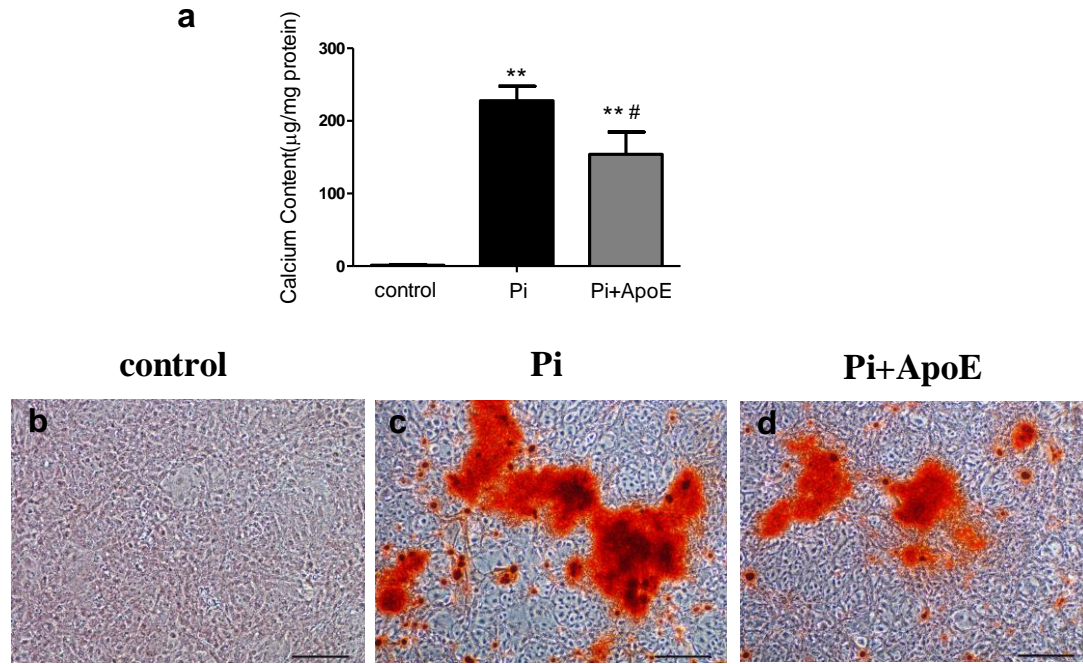 a
Calcium Content(μg/mg protein)
300
200
100
0
**
** #
control
Pi
Pi+ApoE
control
Pi
Pi+ApoE
b
c
d